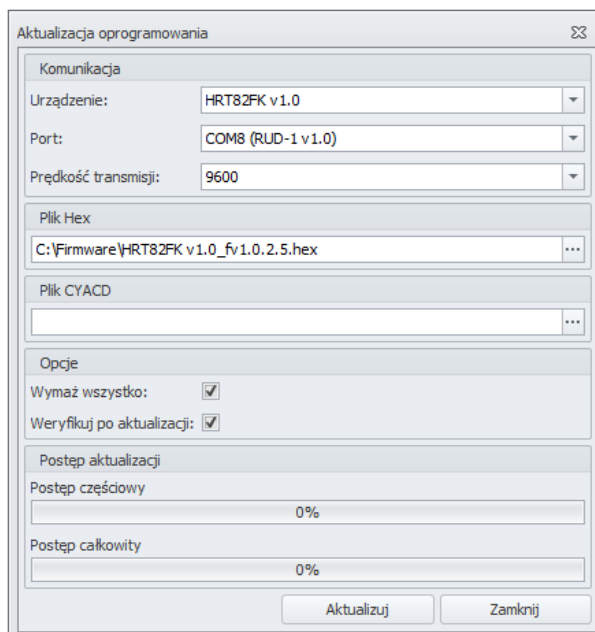 Aktualizacja oprogramowania
Komunikacja
Urządzenie: HRT82FK v1.0
Port: COM8 (RUD-1 v1.0)
Prędkość transmisji: 9600
Plik Hex
C:\Firmware\HRT82FK v1.0_fv1.0.2.5.hex
Plik CYACD
Opcje
Wymaż wszystko:
Weryfikuj po aktualizacji:
Postęp aktualizacji
Postęp częściowy
0%
Postęp całkowity
0%
Aktualizuj Zamknij